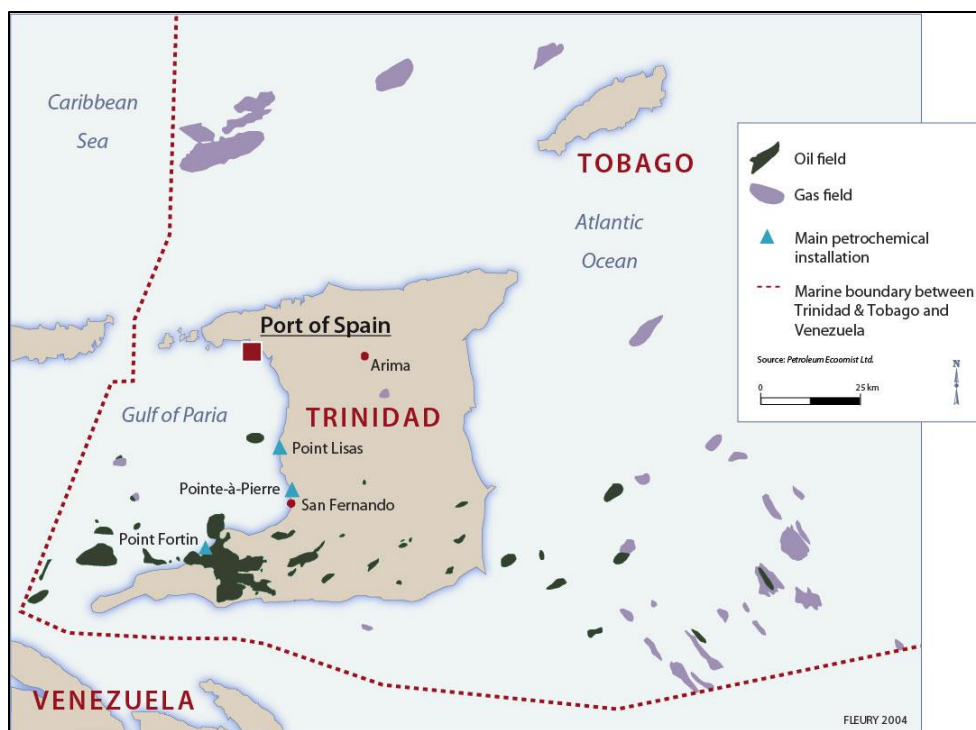 Caribbean
Sea
TOBAGO
Atlantic
Ocean
Port of Spain
Arima
Gulf of Paria
TRINIDAD
Point Lisas
Pointe-à-Pierre
San Fernando
Point Fortin
VENEZUELA
FLEURY 2004
Oil field
Gas field
Main petrochemical
installation
Marine boundary between
Trinidad & Tobago and
Venezuela
Source: Petroleum Ecoomist Ltd.
N
0 25 km